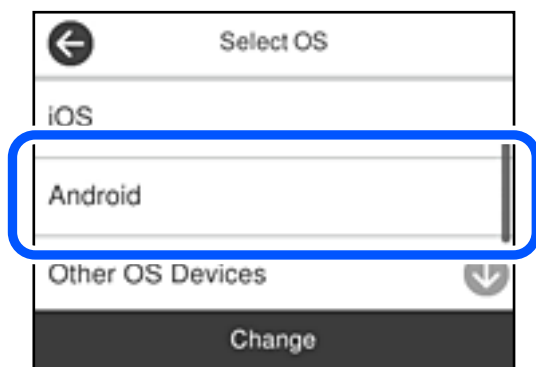 Select OS
iOS
Android
Other OS Devices
Change